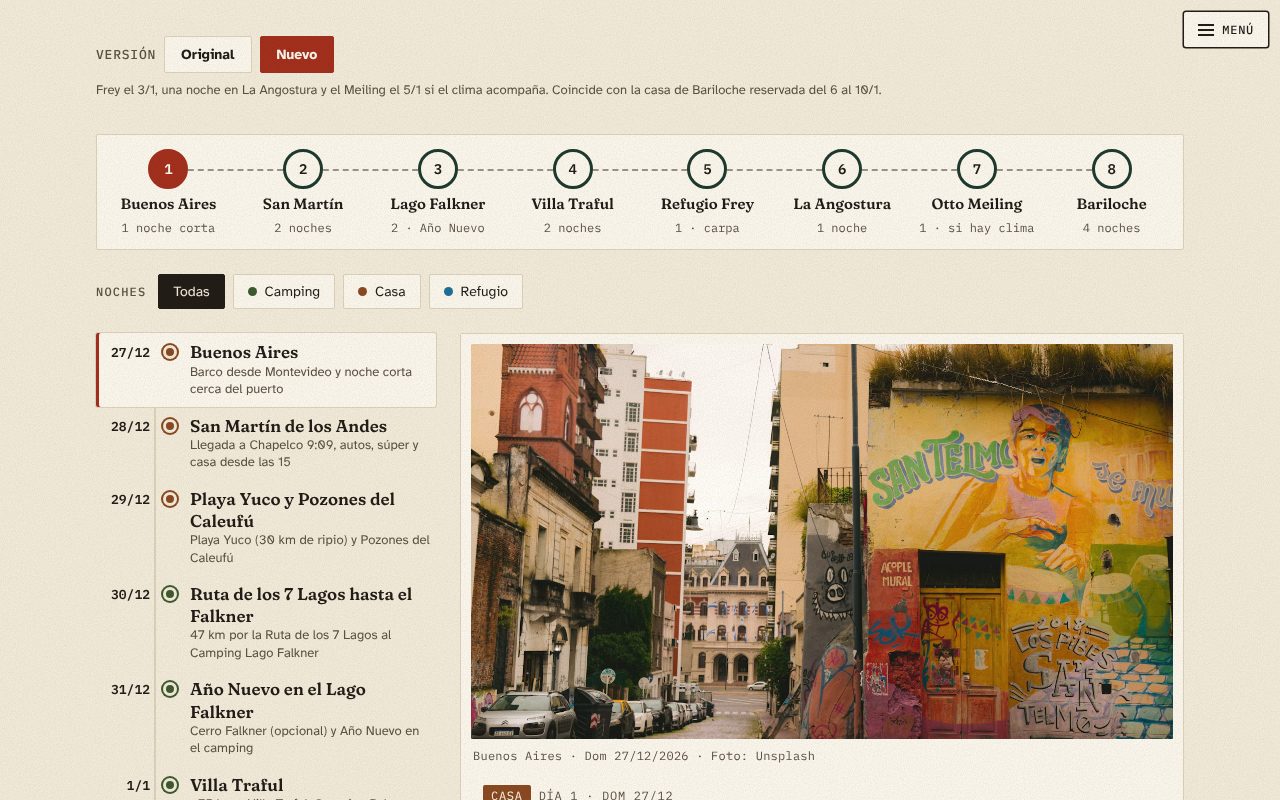 MENÚ
VERSIÓN Original Nuevo
Frey el 3/1, una noche en La Angostura y el Meiling el 5/1 si el clima acompaña. Coincide con la casa de Bariloche reservada del 6 al 10/1.
1 2 3 4 5 6 7 8
Buenos Aires San Martín Lago Falkner Villa Traful Refugio Frey La Angostura Otto Meiling Bariloche
1 noche corta 2 noches 2 · Año Nuevo 2 noches 1 · carpa 1 noche 1 · si hay clima 4 noches
NOCHES Todas Camping Casa Refugio
27/12 Buenos Aires
Barco desde Montevideo y noche corta
cerca del puerto
28/12 San Martín de los Andes
Llegada a Chapelco 9:09, autos, súper y
casa desde las 15
29/12 Playa Yuco y Pozones del
Caleufú
Playa Yuco (30 km de ripio) y Pozones del
Caleufú
30/12 Ruta de los 7 Lagos hasta el
Falkner
47 km por la Ruta de los 7 Lagos al
Camping Lago Falkner
31/12 Año Nuevo en el Lago
Falkner
Cerro Falkner (opcional) y Año Nuevo en
el camping
1/1 Villa Traful
SAN TELMO
ACOPLE
MURAL
2018
LOS PIBES
SAN
TELMO
Buenos Aires · Dom 27/12/2026 · Foto: Unsplash
CASA DÍA 1 · DOM 27/12